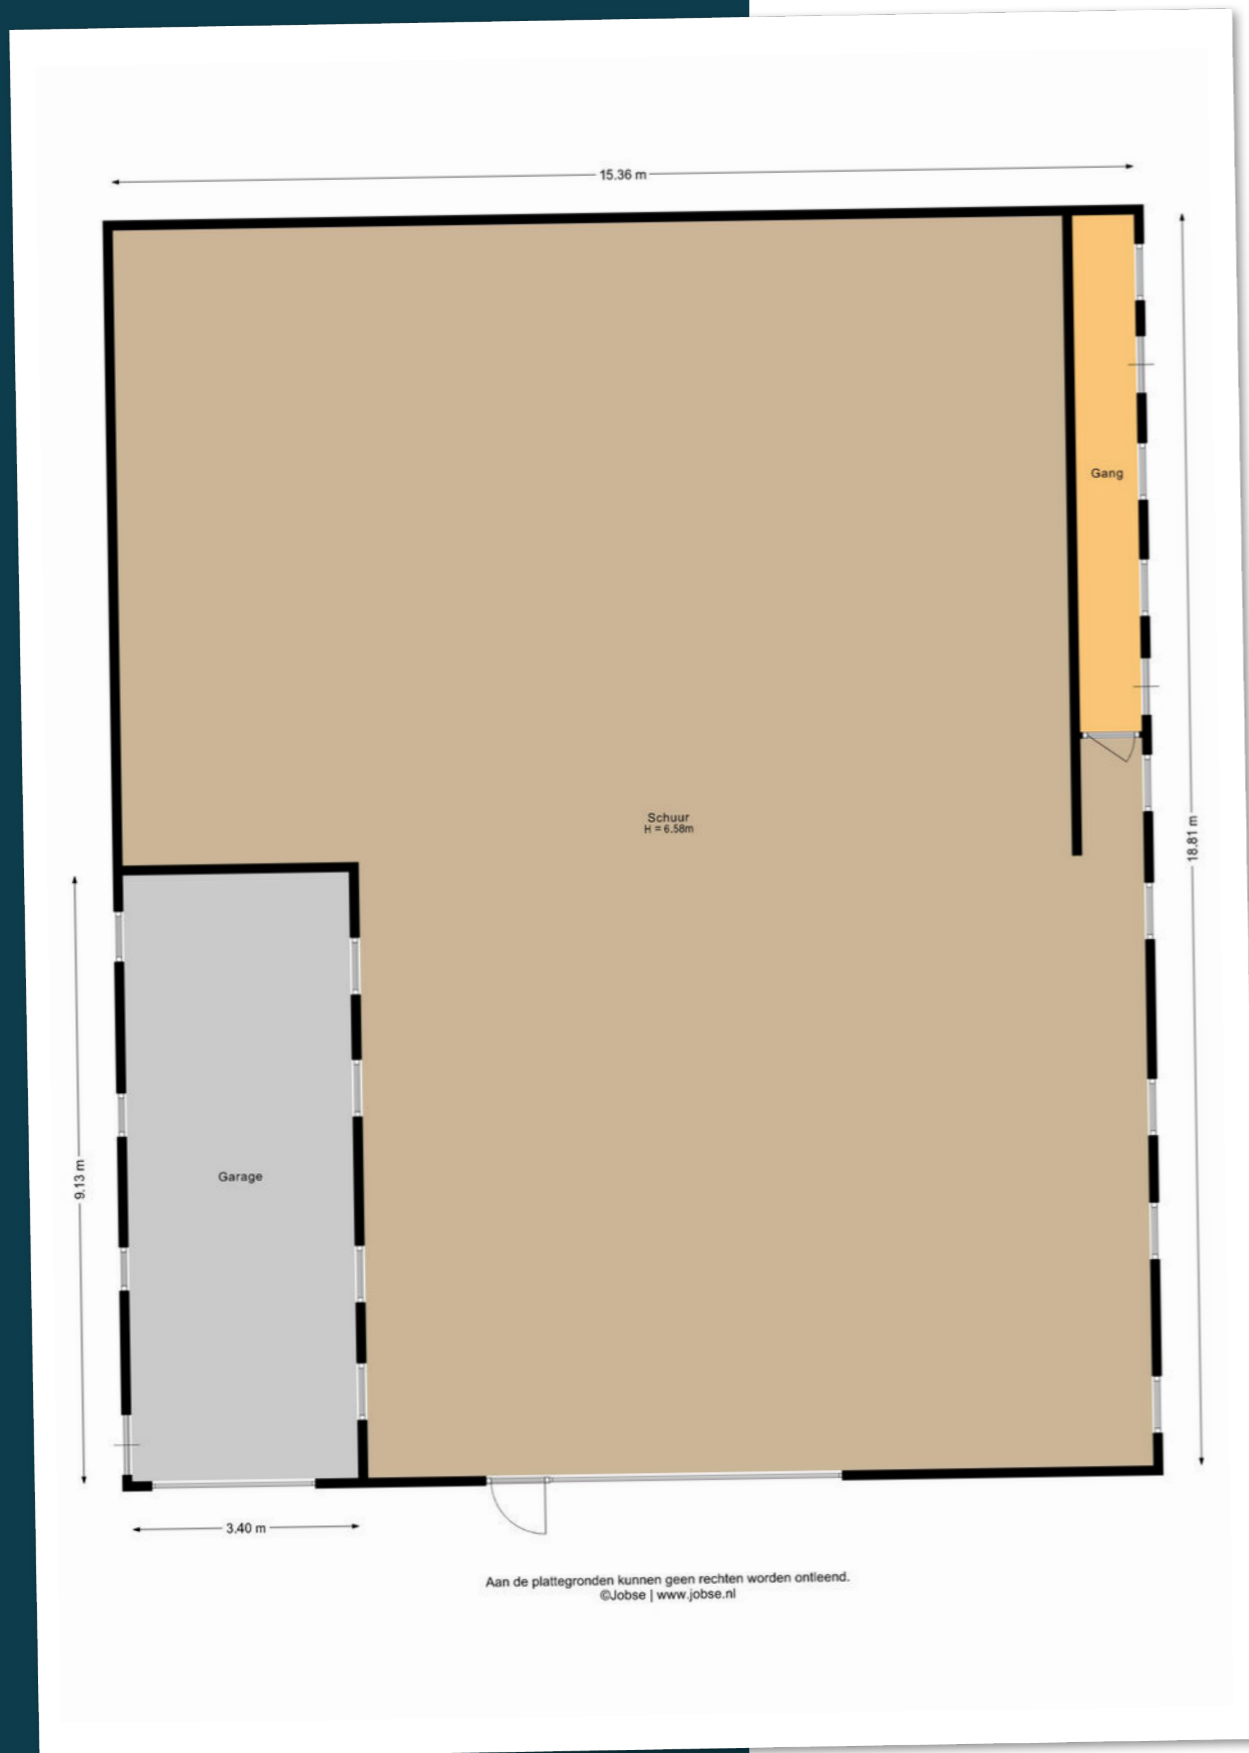 15.36 m
Gang
Schuur
H = 6.58m
18.81 m
9.13 m
Garage
3.40 m
Aan de plattegronden kunnen geen rechten worden ontleend.
©Jobse | www.jobse.nl